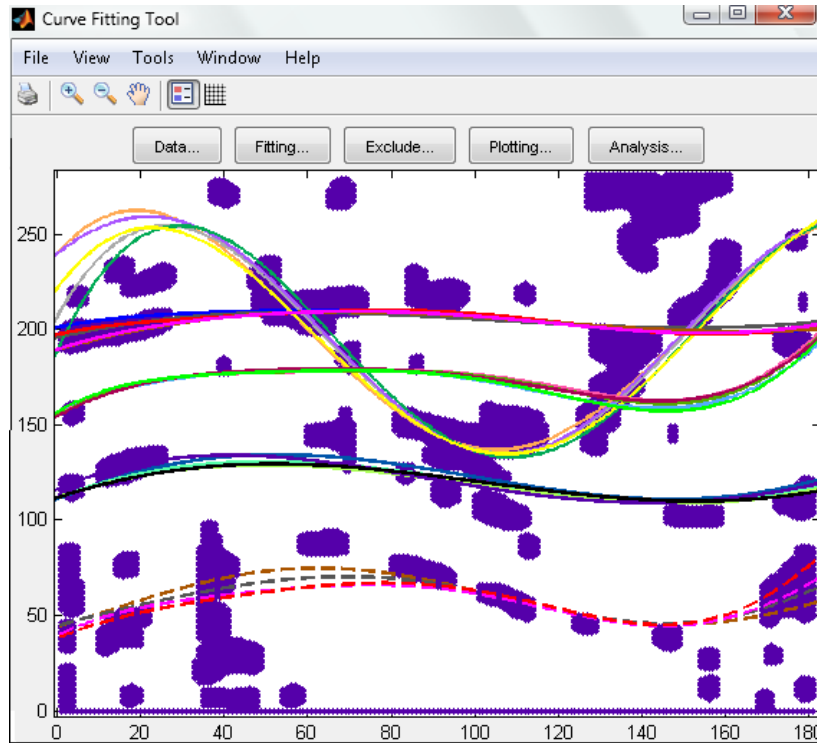 Curve Fitting Tool
File View Tools Window Help
Data... Fitting... Exclude... Plotting... Analysis...
250
200
150
100
50
0
0 20 40 60 80 100 120 140 160 180